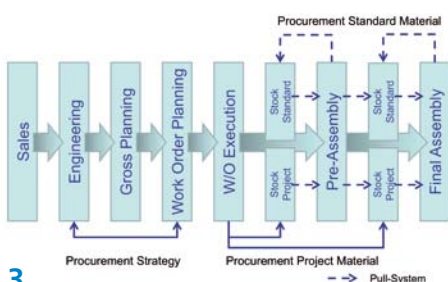 Procurement Standard Material
Sales
Engineering
Gross Planning
Work Order Planning
W/O Execution
Stock
Standard
Stock
Project
Pre-Assembly
Stock
Standard
Stock
Project
Final Assembly
Procurement Strategy
Procurement Project Material
Pull-System
3